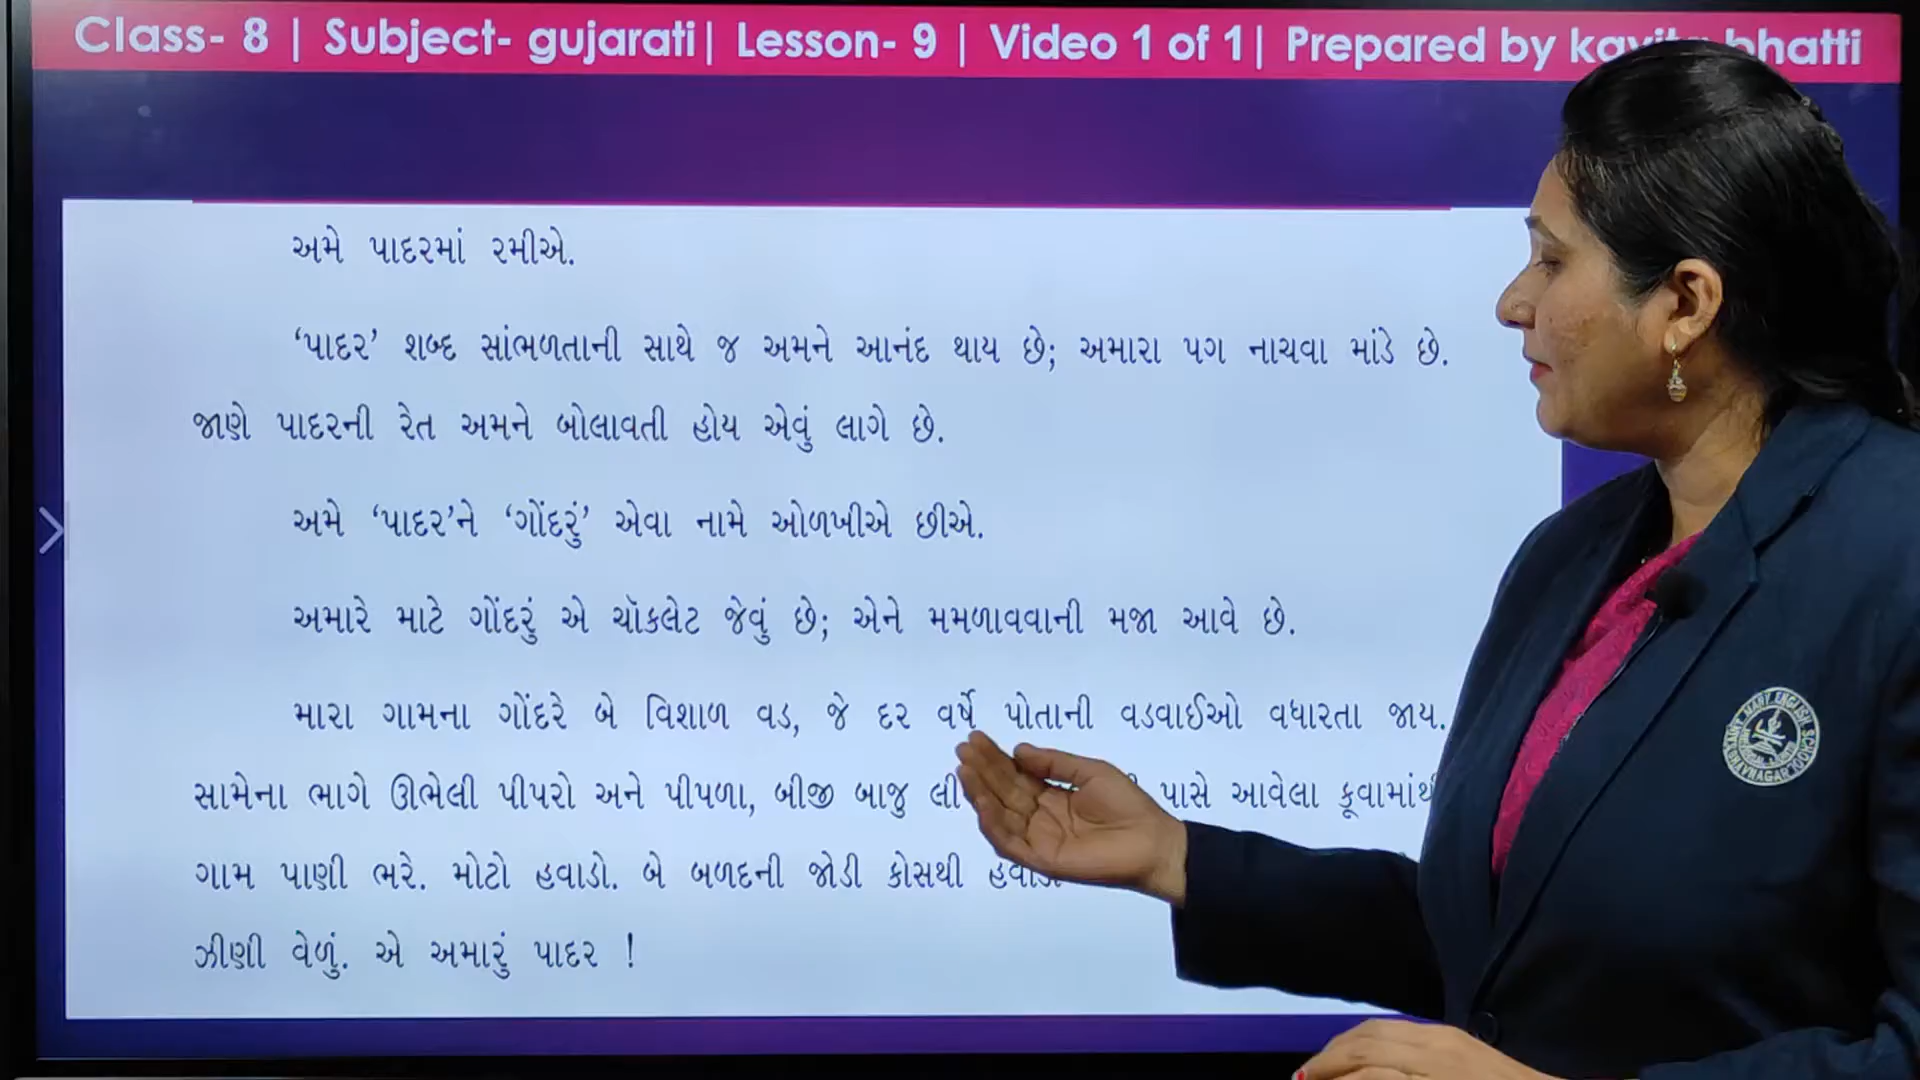 Class- 8 | Subject- gujarati| Lesson- 9 | Video 1 of 1| Prepared by bhatti
અમે પાદરમાં રમીએ.
‘પાદર’ શબ્દ સાંભળતાની સાથે જ અમને આનંદ થાય છે; અમારા પગ નાચવા માંડે છે.
જાણે પાદરની રેત અમને બોલાવતી હોય એવું લાગે છે.
અમે ‘પાદર’ને ‘ગોંદરું’ એવા નામે ઓળખીએ છીએ.
અમારે માટે ગોંદરું એ ચૉકલેટ જેવું છે; એને મમળાવવાની મજા આવે છે.
મારા ગામના ગોંદરે બે વિશાળ વડ, જે દર વર્ષે પોતાની વડવાઈઓ વધારતા જાય.
સામેના ભાગે ઊભેલી પીપરો અને પીપળા, બીજી બાજુ પાસે આવેલા કૂવામાંથી
ગામ પાણી ભરે. મોટો હવાડો. બે બળદની જોડી કોસથી
ઝીણી વેળું. એ અમારું પાદર !